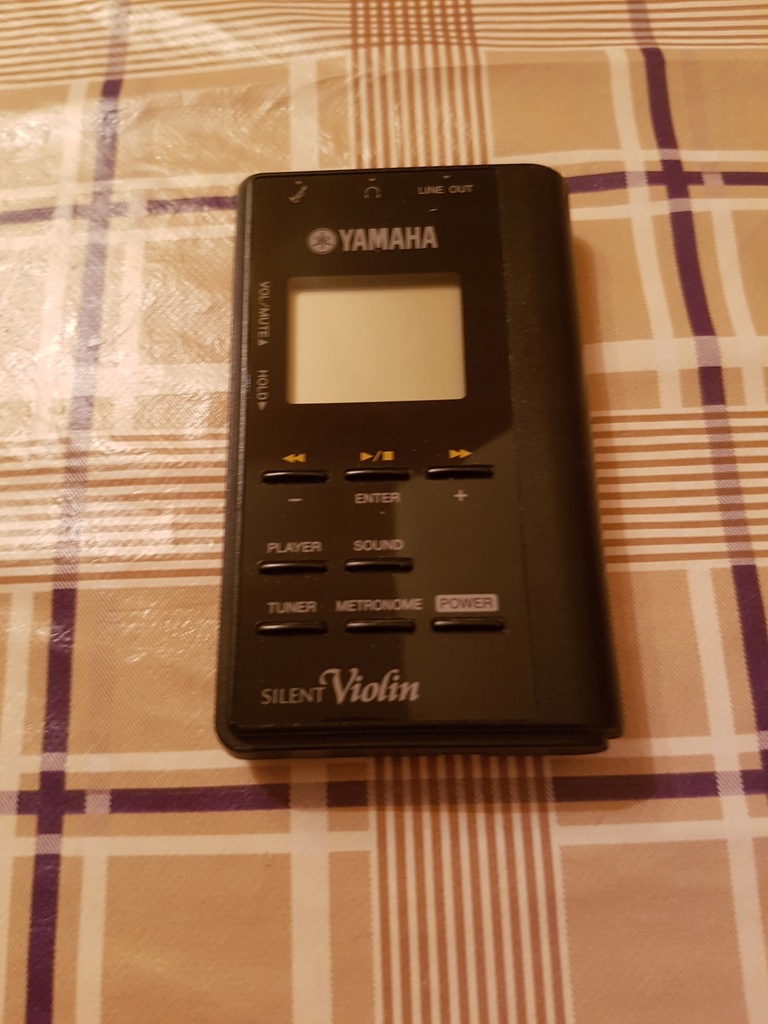 LINE OUT
YAMAHA
VOL/MUTE▲
HOLD▶
◀◀ ▶/■ ▶▶
– ENTER +
PLAYER SOUND
TUNER METRONOME POWER
SILENT Violin